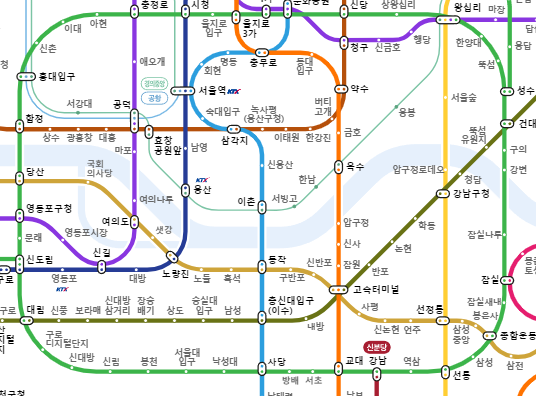 충정로
시청
을지로
3가
문화공원
신당
상왕십리
왕십리
마장
이대
아현
을지로
입구
청구
신금호
행당
한양대
신촌
홍대입구
애오개
명동
충무로
동대
입구
뚝섬
용답
회현
경의중앙
공항
서울역
KTX
약수
성수
서강대
공덕
숙대입구
녹사평
(용산구청)
버티
고개
응봉
서울숲
합정
상수
광흥창
대흥
효창
공원앞
삼각지
이태원
한강진
금호
뚝섬
유원지
건대
마포
남영
구의
당산
국회
의사당
신용산
옥수
압구정로데오
강변
여의나루
KTX
용산
한남
서빙고
이촌
청담
강남구청
영등포구청
여의도
압구정
학동
문래
영등포시장
샛강
신사
논현
잠실나루
신길
신도림
노량진
동작
신반포
잠원
반포
영등포
KTX
대방
노들
흑석
구반포
고속터미널
잠실
구로
대림
신풍
보라매
신대방
삼거리
장승
배기
상도
숭실대
입구
남성
총신대입구
(이수)
내방
사평
신논현
언주
선정릉
삼성
중앙
잠실새내
봉은사
종합운동
구로
디지털단지
신대방
신림
봉천
서울대
입구
낙성대
사당
방배
서초
교대
신분당
강남
역삼
선릉
삼성
삼전